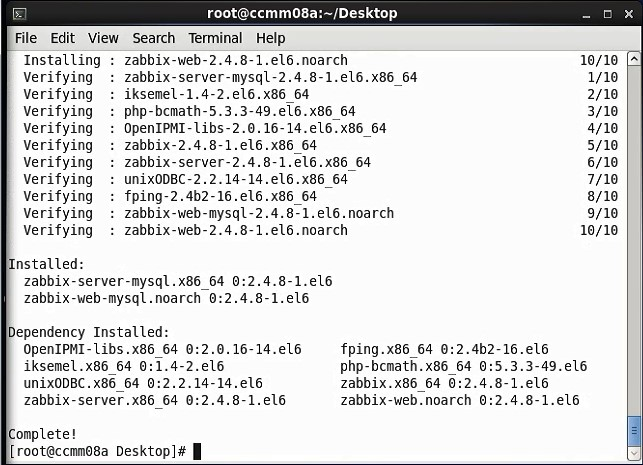 root@ccmm08a:~/Desktop
File Edit View Search Terminal Help
Installing : zabbix-web-2.4.8-1.el6.noarch 10/10
Verifying : zabbix-server-mysql-2.4.8-1.el6.x86_64 1/10
Verifying : iksemel-1.4-2.el6.x86_64 2/10
Verifying : php-bcmath-5.3.3-49.el6.x86_64 3/10
Verifying : OpenIPMI-libs-2.0.16-14.el6.x86_64 4/10
Verifying : zabbix-2.4.8-1.el6.x86_64 5/10
Verifying : zabbix-server-2.4.8-1.el6.x86_64 6/10
Verifying : unixODBC-2.2.14-14.el6.x86_64 7/10
Verifying : fping-2.4b2-16.el6.x86_64 8/10
Verifying : zabbix-web-mysql-2.4.8-1.el6.noarch 9/10
Verifying : zabbix-web-2.4.8-1.el6.noarch 10/10
Installed:
zabbix-server-mysql.x86_64 0:2.4.8-1.el6
zabbix-web-mysql.noarch 0:2.4.8-1.el6
Dependency Installed:
OpenIPMI-libs.x86_64 0:2.0.16-14.el6 fping.x86_64 0:2.4b2-16.el6
iksemel.x86_64 0:1.4-2.el6 php-bcmath.x86_64 0:5.3.3-49.el6
unixODBC.x86_64 0:2.2.14-14.el6 zabbix.x86_64 0:2.4.8-1.el6
zabbix-server.x86_64 0:2.4.8-1.el6 zabbix-web.noarch 0:2.4.8-1.el6
Complete!
[root@ccmm08a Desktop]#